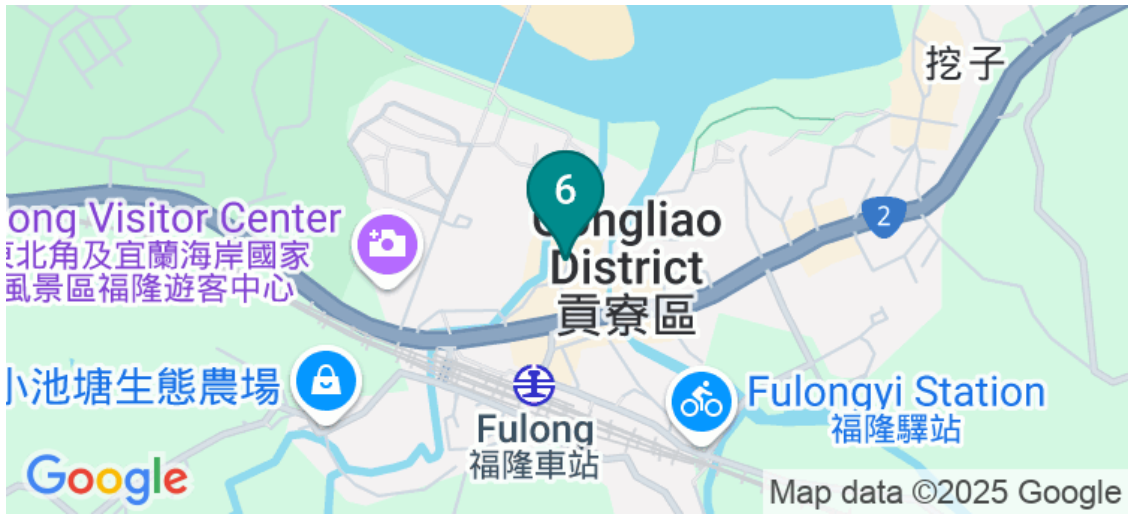 挖子
2
6
Gongliao
District
貢寮區
ong Visitor Center
東北角及宜蘭海岸國家
風景區福隆遊客中心
小池塘生態農場
Fulong
福隆車站
Fulongyi Station
福隆驛站
Google
Map data ©2025 Google